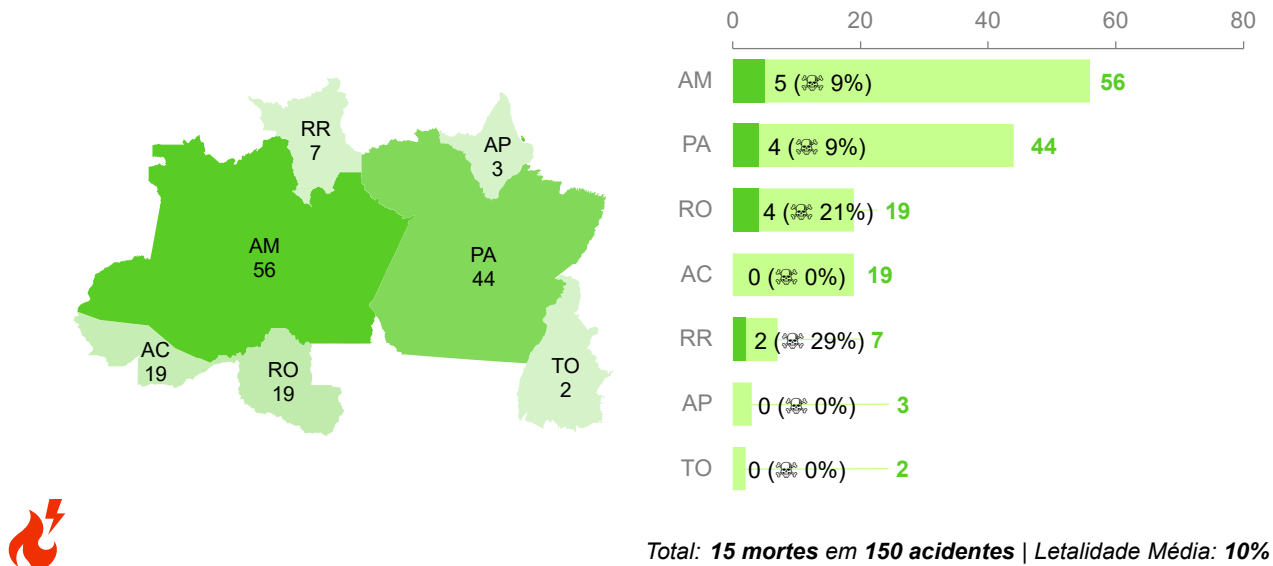 RR
7
AP
3
AM
56
PA
44
AC
19
RO
19
TO
2
0 20 40 60 80
AM 5 (☠ 9%) 56
PA 4 (☠ 9%) 44
RO 4 (☠ 21%) 19
AC 0 (☠ 0%) 19
RR 2 (☠ 29%) 7
AP 0 (☠ 0%) 3
TO 0 (☠ 0%) 2
Total: 15 mortes em 150 acidentes | Letalidade Média: 10%